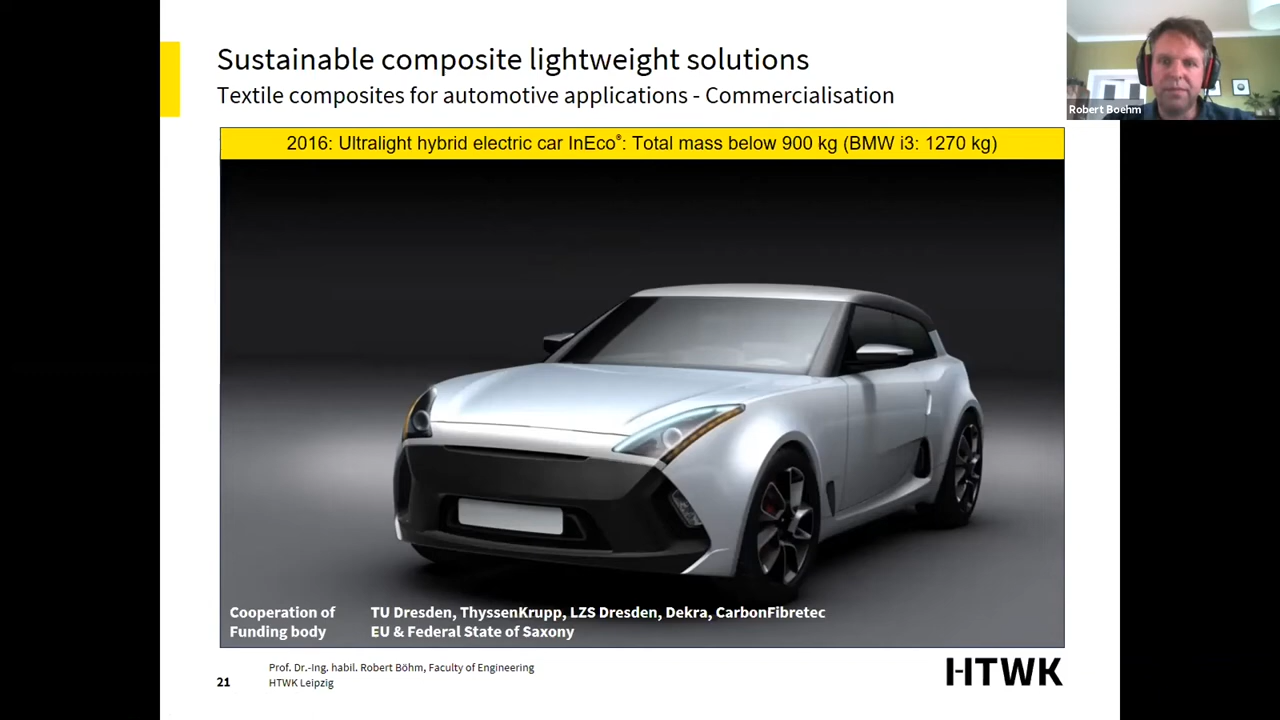 Sustainable composite lightweight solutions
Textile composites for automotive applications - Commercialisation
Robert Boehm
2016: Ultralight hybrid electric car InEco®: Total mass below 900 kg (BMW i3: 1270 kg)
Cooperation of TU Dresden, ThyssenKrupp, LZS Dresden, Dekra, CarbonFibretec
Funding body EU & Federal State of Saxony
Prof. Dr.-Ing. habil. Robert Böhm, Faculty of Engineering
21 HTWK Leipzig
HTWK